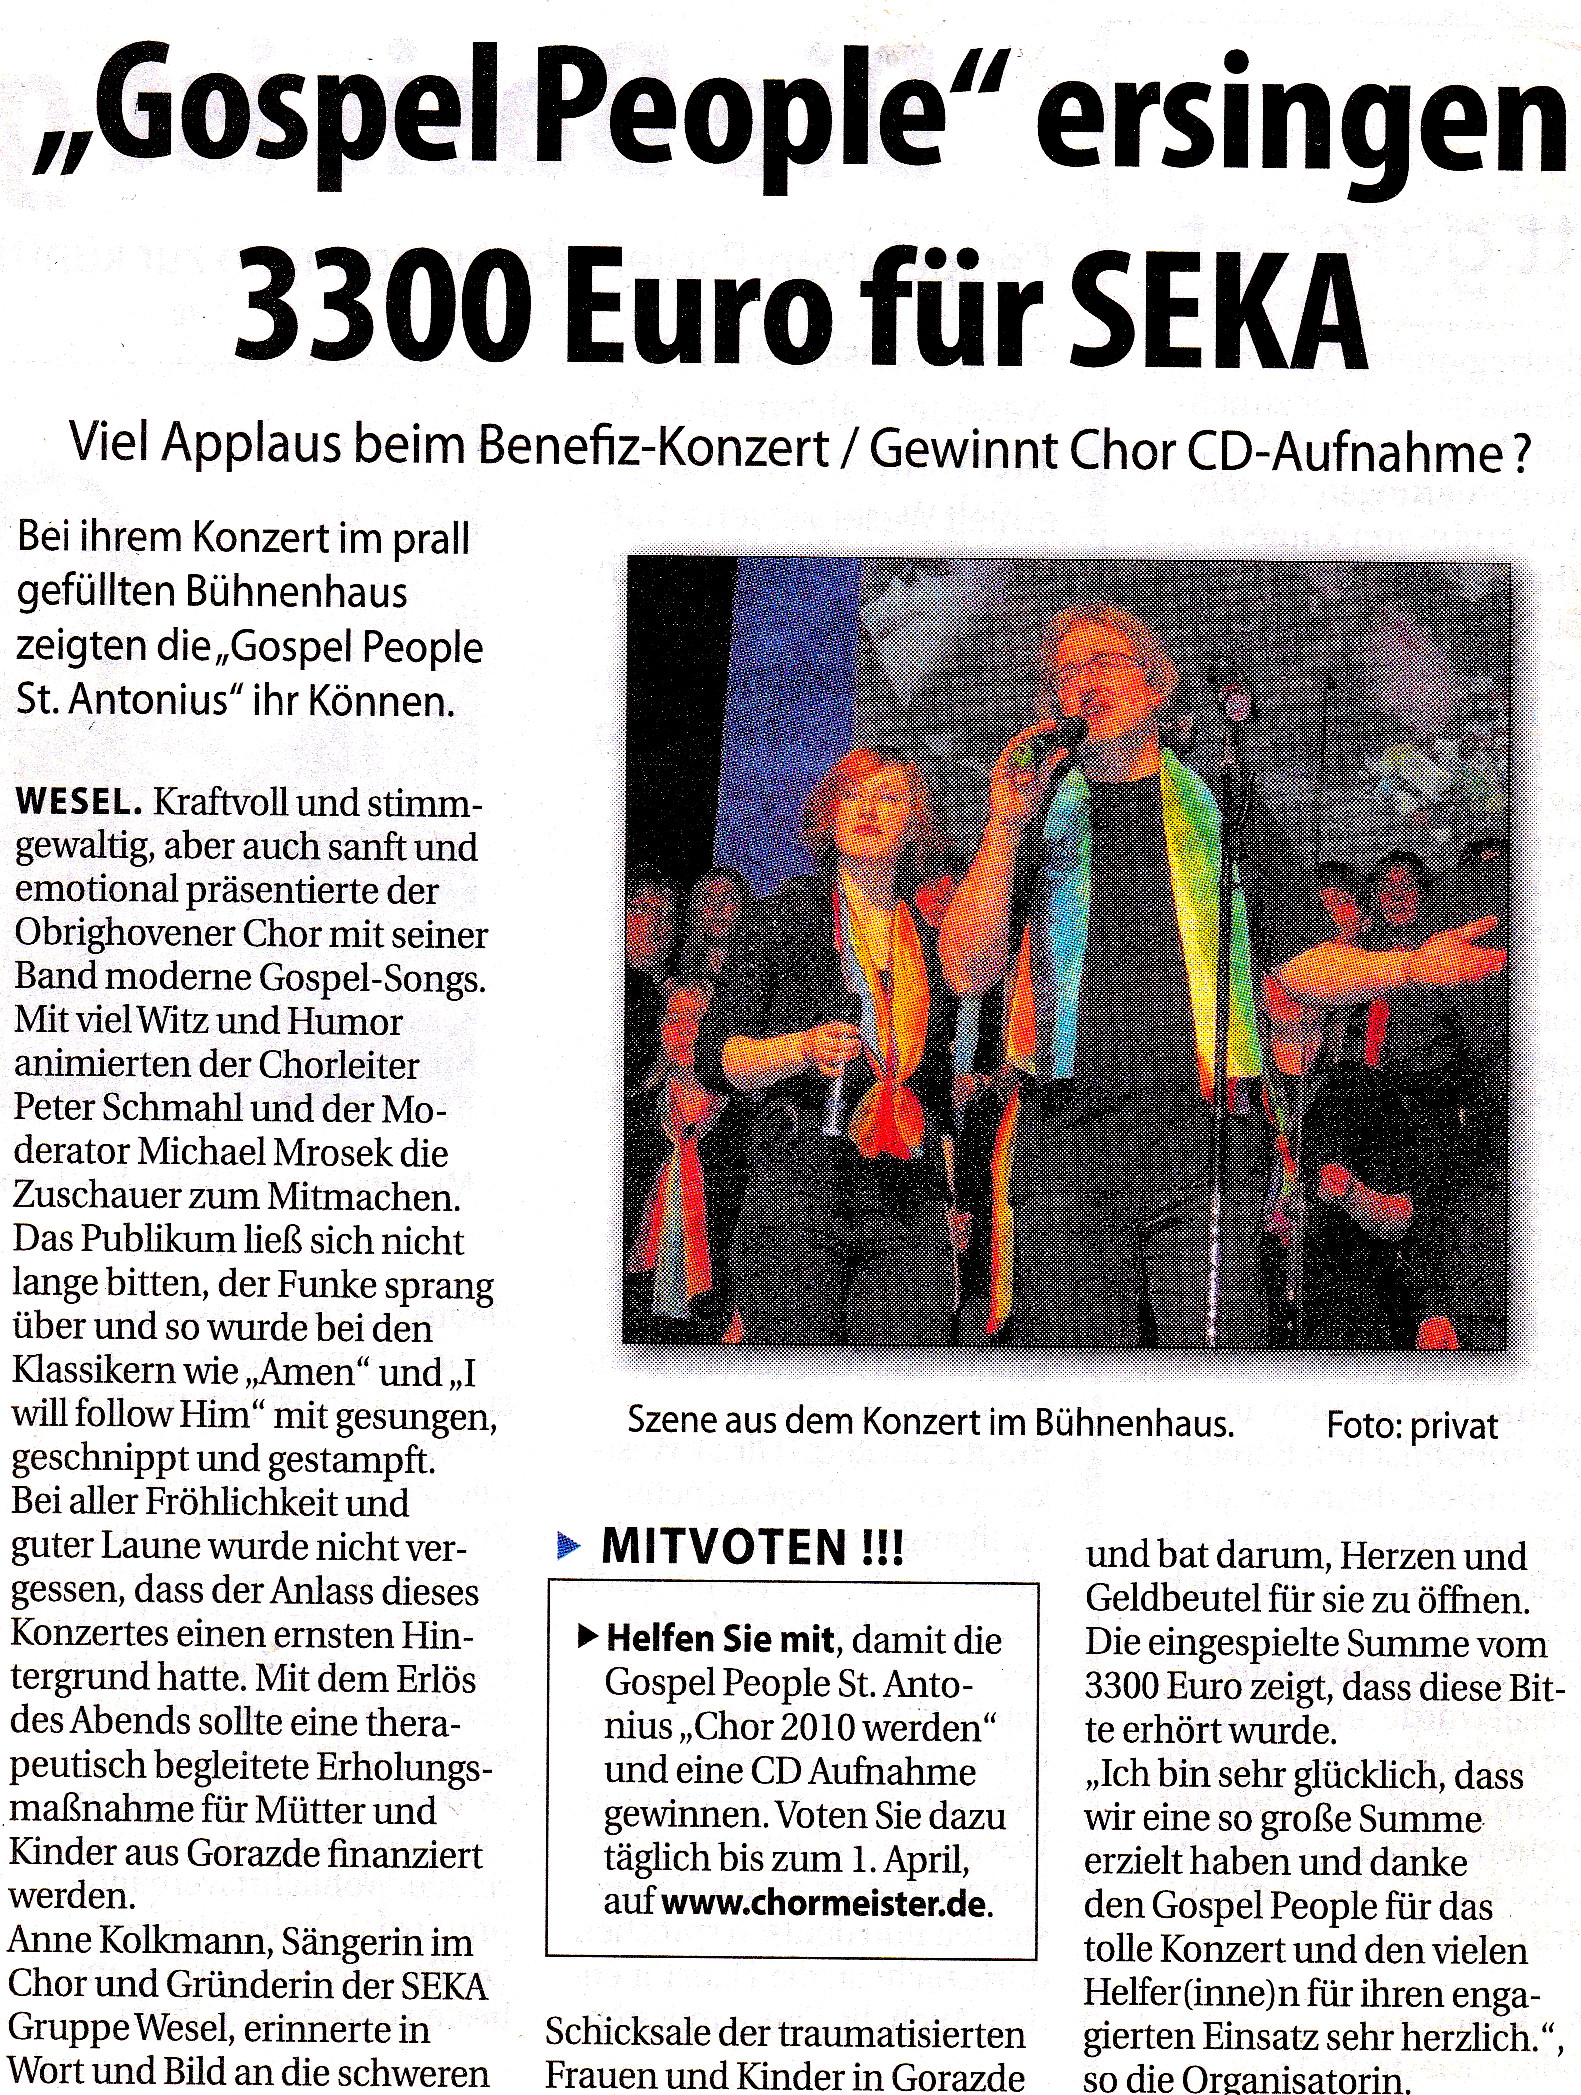 „Gospel People“ ersingen
3300 Euro für SEKA
Viel Applaus beim Benefiz-Konzert / Gewinnt Chor CD-Aufnahme?
Bei ihrem Konzert im prall
gefüllten Bühnenhaus
zeigten die „Gospel People
St. Antonius“ ihr Können.
WESEL. Kraftvoll und stimm-
gewaltig, aber auch sanft und
emotional präsentierte der
Obrighovener Chor mit seiner
Band moderne Gospel-Songs.
Mit viel Witz und Humor
animierten der Chorleiter
Peter Schmahl und der Mo-
derator Michael Mrosek die
Zuschauer zum Mitmachen.
Das Publikum ließ sich nicht
lange bitten, der Funke sprang
über und so wurde bei den
Klassikern wie „Amen“ und „I
will follow Him“ mit gesungen,
geschnippt und gestampft.
Bei aller Fröhlichkeit und
guter Laune wurde nicht ver-
gessen, dass der Anlass dieses
Konzertes einen ernsten Hin-
tergrund hatte. Mit dem Erlös
des Abends sollte eine thera-
peutisch begleitete Erholungs-
maßnahme für Mütter und
Kinder aus Gorazde finanziert
werden.
Anne Kolkmann, Sängerin im
Chor und Gründerin der SEKA
Gruppe Wesel, erinnerte in
Wort und Bild an die schweren
Szene aus dem Konzert im Bühnenhaus. Foto: privat
MITVOTEN !!!
Helfen Sie mit, damit die
Gospel People St. Anto-
nius „Chor 2010 werden“
und eine CD Aufnahme
gewinnen. Voten Sie dazu
täglich bis zum 1. April,
auf www.chormeister.de.
Schicksale der traumatisierten
Frauen und Kinder in Gorazde
und bat darum, Herzen und
Geldbeutel für sie zu öffnen.
Die eingespielte Summe vom
3300 Euro zeigt, dass diese Bit-
te erhört wurde.
„Ich bin sehr glücklich, dass
wir eine so große Summe
erzielt haben und danke
den Gospel People für das
tolle Konzert und den vielen
Helfer(inne)n für ihren enga-
gierten Einsatz sehr herzlich.“,
so die Organisatorin.